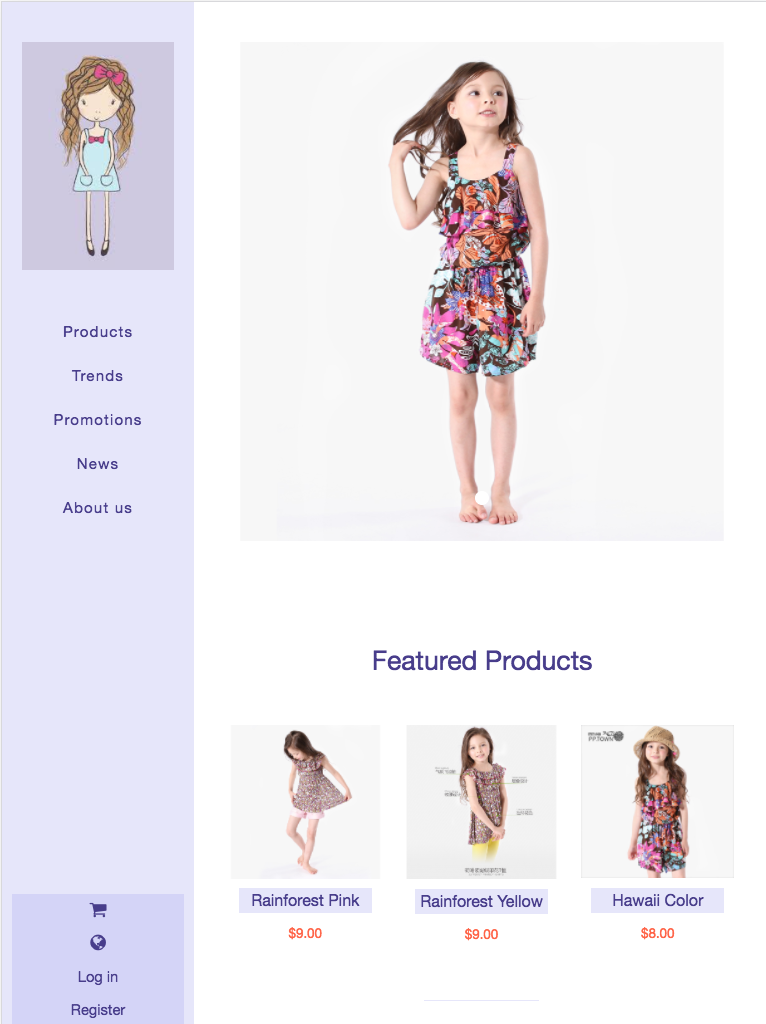 Products
Trends
Promotions
News
About us
Log in
Register
Featured Products
P.P.TOWN
Rainforest Pink
Rainforest Yellow
Hawaii Color
$9.00
$9.00
$8.00